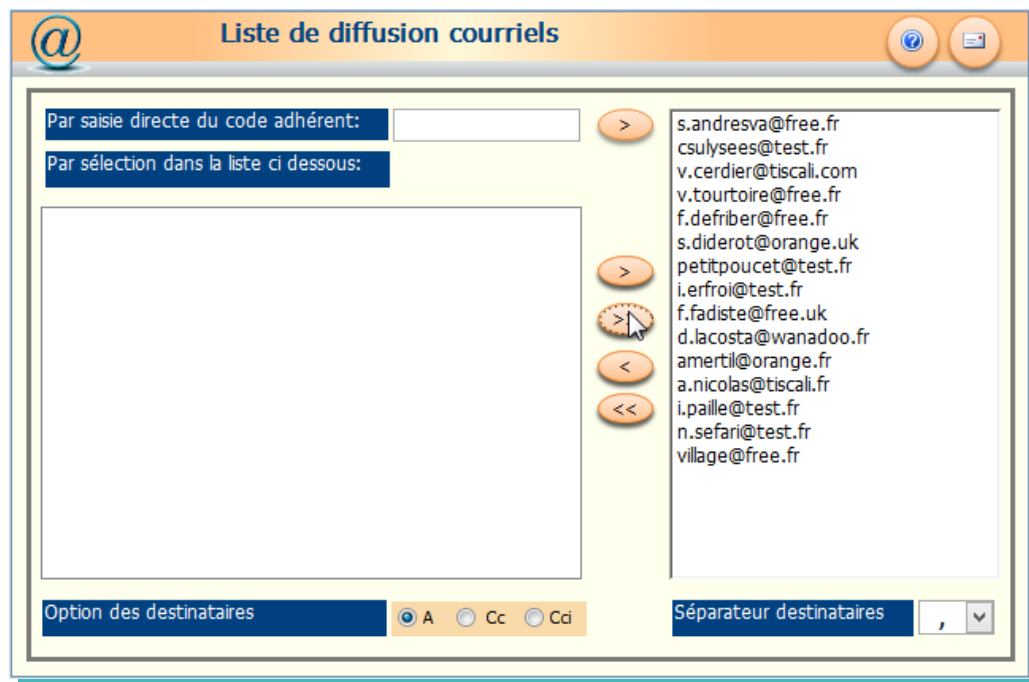 @
Liste de diffusion courriels
Par saisie directe du code adhérent:
>
Par sélection dans la liste ci dessous:
s.andresva@free.fr
csulysees@test.fr
v.cerdier@tiscali.com
v.tourtoire@free.fr
f.defriber@free.fr
s.diderot@orange.uk
petitpoucet@test.fr
i.erfroi@test.fr
f.fadiste@free.uk
d.lacosta@wanadoo.fr
amertil@orange.fr
a.nicolas@tiscali.fr
i.paille@test.fr
n.sefari@test.fr
village@free.fr
>
>
<
<<
Option des destinataires
A Cc Cci
Séparateur destinataires
,